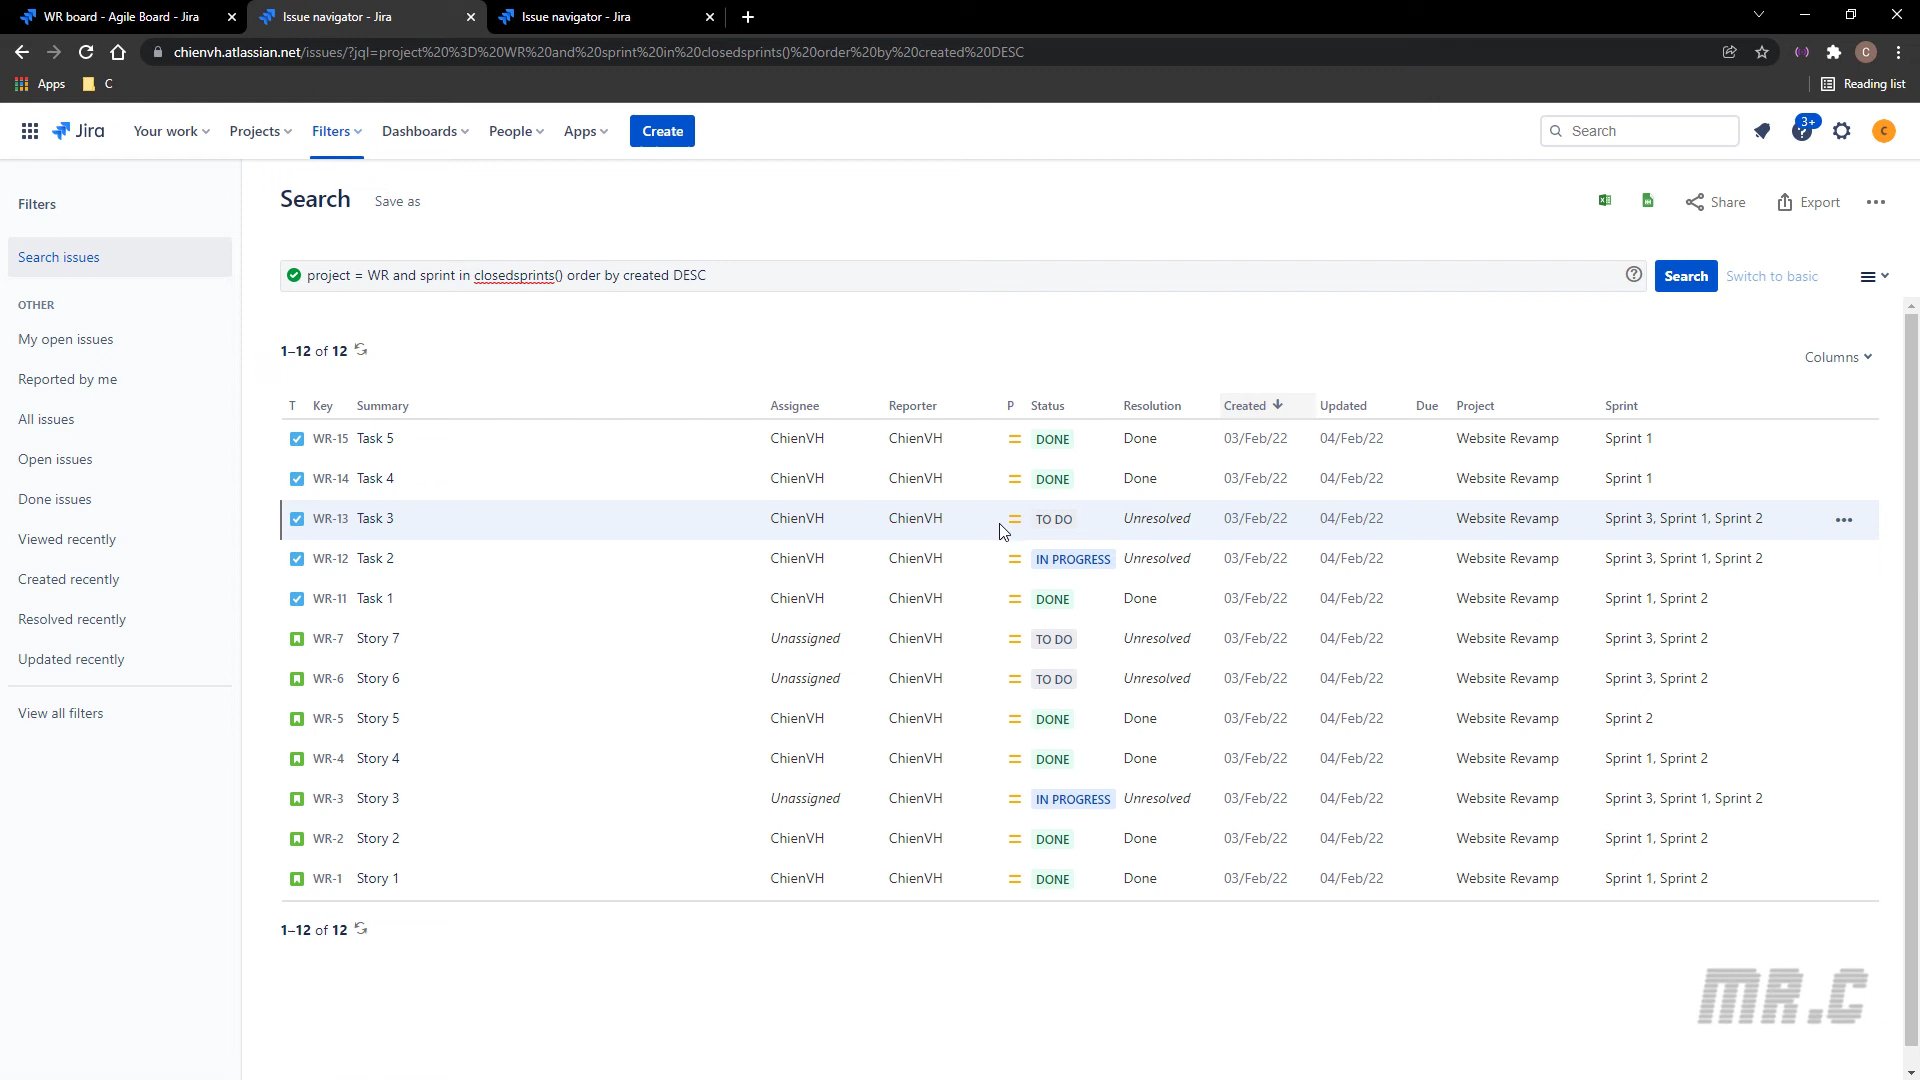 WR board - Agile Board - Jira
Issue navigator - Jira
Issue navigator - Jira
chienvh.atlassian.net/issues/?jql=project%20%3D%20WR%20and%20sprint%20in%20closedsprints()%20order%20by%20created%20DESC
C
Apps
C
Reading list
Jira
Your work
Projects
Filters
Dashboards
People
Apps
Create
Search
3+
C
Filters
Search issues
OTHER
My open issues
Reported by me
All issues
Open issues
Done issues
Viewed recently
Created recently
Resolved recently
Updated recently
View all filters
Search
Save as
Share
Export
project = WR and sprint in closedsprints() order by created DESC
Search
Switch to basic
1–12 of 12
Columns
T Key Summary Assignee Reporter P Status Resolution Created Updated Due Project Sprint
WR-15 Task 5 ChienVH ChienVH DONE Done 03/Feb/22 04/Feb/22 Website Revamp Sprint 1
WR-14 Task 4 ChienVH ChienVH DONE Done 03/Feb/22 04/Feb/22 Website Revamp Sprint 1
WR-13 Task 3 ChienVH ChienVH TO DO Unresolved 03/Feb/22 04/Feb/22 Website Revamp Sprint 3, Sprint 1, Sprint 2
WR-12 Task 2 ChienVH ChienVH IN PROGRESS Unresolved 03/Feb/22 04/Feb/22 Website Revamp Sprint 3, Sprint 1, Sprint 2
WR-11 Task 1 ChienVH ChienVH DONE Done 03/Feb/22 04/Feb/22 Website Revamp Sprint 1, Sprint 2
WR-7 Story 7 Unassigned ChienVH TO DO Unresolved 03/Feb/22 04/Feb/22 Website Revamp Sprint 3, Sprint 2
WR-6 Story 6 Unassigned ChienVH TO DO Unresolved 03/Feb/22 04/Feb/22 Website Revamp Sprint 3, Sprint 2
WR-5 Story 5 ChienVH ChienVH DONE Done 03/Feb/22 04/Feb/22 Website Revamp Sprint 2
WR-4 Story 4 ChienVH ChienVH DONE Done 03/Feb/22 04/Feb/22 Website Revamp Sprint 1, Sprint 2
WR-3 Story 3 Unassigned ChienVH IN PROGRESS Unresolved 03/Feb/22 04/Feb/22 Website Revamp Sprint 3, Sprint 1, Sprint 2
WR-2 Story 2 ChienVH ChienVH DONE Done 03/Feb/22 04/Feb/22 Website Revamp Sprint 1, Sprint 2
WR-1 Story 1 ChienVH ChienVH DONE Done 03/Feb/22 04/Feb/22 Website Revamp Sprint 1, Sprint 2
1–12 of 12
MR.C